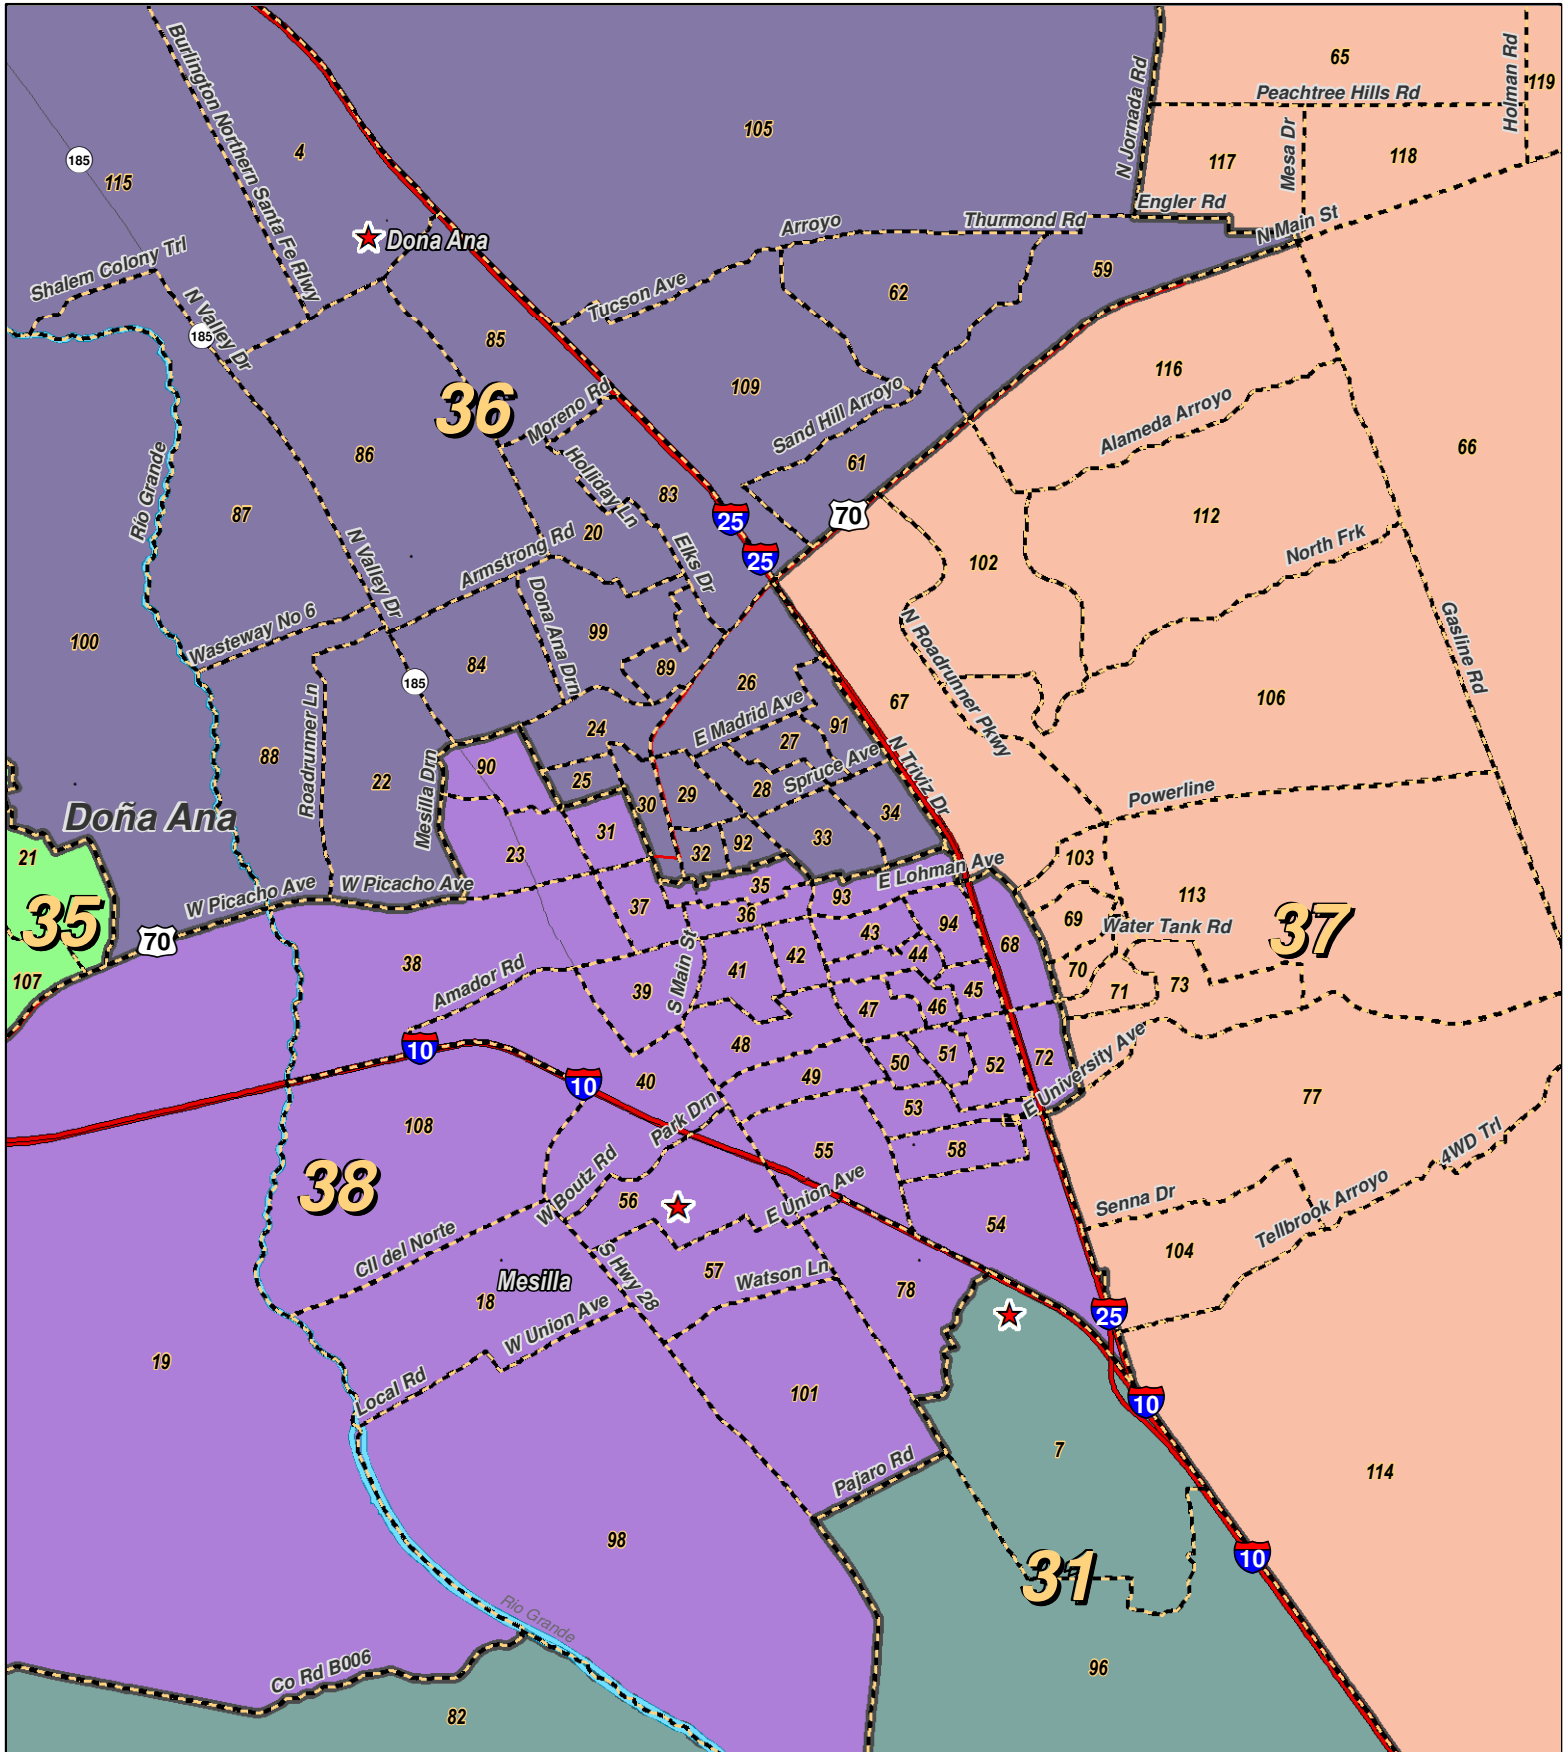 65
Holman Rd
119
Peachtree Hills Rd
Burlington Northern Santa Fe Rlwy
N Jornada Rd
105
4
Mesa Dr
117
118
185
115
Engler Rd
N Main St
Arroyo
Thurmond Rd
Dona Ana
Shalem Colony Trl
59
Tucson Ave
62
N Valley Dr
185
85
116
109
36
Moreno Rd
Sand Hill Arroyo
Alameda Arroyo
66
86
61
Rio Grande
Holliday Ln
83
87
25
70
112
20
North Frk
25
102
N Valley Dr
Armstrong Rd
Elks Dr
Dona Ana Drn
Wasteway No 6
99
100
N Roadrunner Pkwy
Gasline Rd
84
89
185
26
67
106
Roadrunner Ln
E Madrid Ave
24
91
27
88
22
90
25
Spruce Ave
N Triviz Dr
Mesilla Drn
29
28
Powerline
30
Doña Ana
34
31
33
92
32
23
21
103
E Lohman Ave
W Picacho Ave
W Picacho Ave
35
93
113
35
37
36
69
Water Tank Rd
37
94
43
68
70
44
42
38
41
70
Amador Rd
107
39
S Main St
45
71
73
47
46
10
48
51
50
52
72
10
40
49
E University Ave
77
53
108
Park Drn
4WD Trl
55
58
W Boutz Rd
38
56
E Union Ave
Senna Dr
Tellbrook Arroyo
54
Cll del Norte
104
S Hwy 28
57
Watson Ln
Mesilla
78
18
W Union Ave
25
19
Local Rd
101
10
7
Pajaro Rd
114
98
10
31
Rio Grande
Co Rd B006
96
82